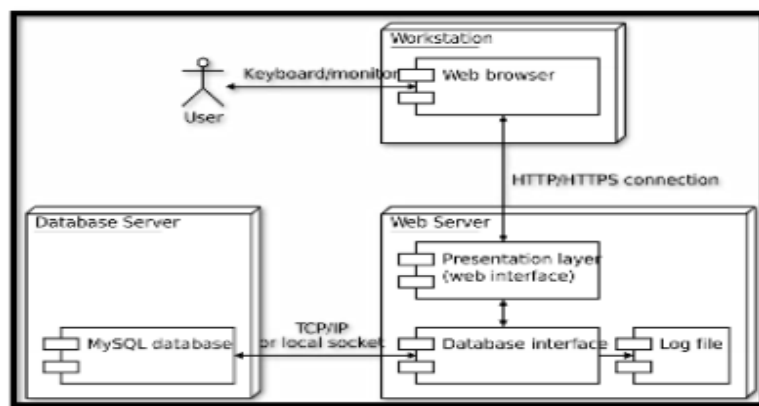 Workstation
Keyboard/monitor
Web browser
User
HTTP/HTTPS connection
Database Server
Web Server
Presentation layer
(web interface)
TCP/IP
or local socket
MySQL database
Database interface
Log file